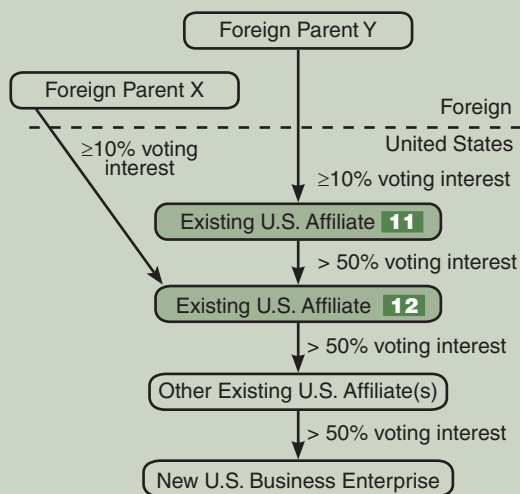 Foreign Parent Y
Foreign Parent X
Foreign
United States
≥10% voting
interest
≥10% voting interest
Existing U.S. Affiliate 11
> 50% voting interest
Existing U.S. Affiliate 12
> 50% voting interest
Other Existing U.S. Affiliate(s)
> 50% voting interest
New U.S. Business Enterprise